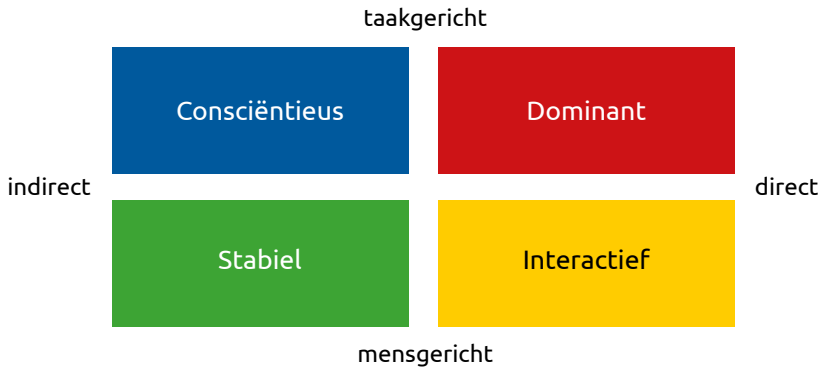 taakgericht
Consciëntieus
Dominant
indirect
direct
Stabiel
Interactief
mensgericht